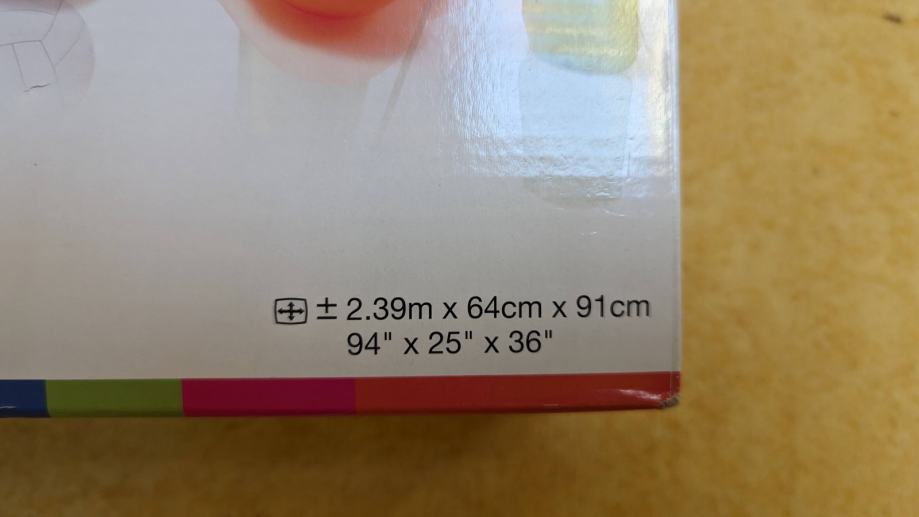 ± 2.39m x 64cm x 91cm
94" x 25" x 36"